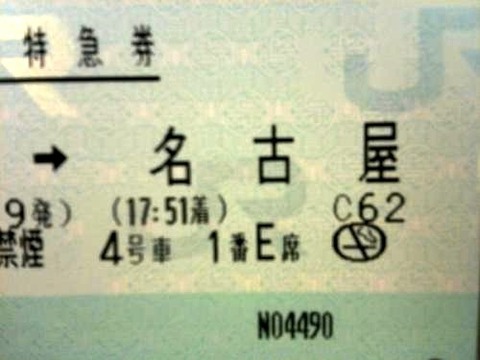 特急券
→ 名古屋
9発) (17:51着) C62
禁煙 4号車 1番E席
N04490